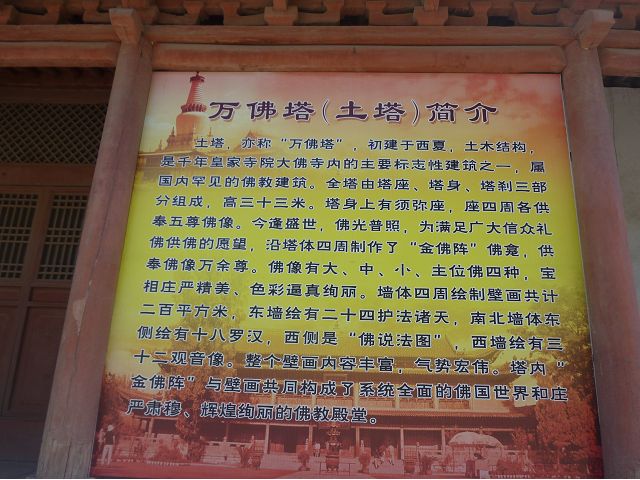 万佛塔(土塔)简介
土塔，亦称“万佛塔”，初建于西夏，土木结构，
是千年皇家寺院大佛寺内的主要标志性建筑之一，属
国内罕见的佛教建筑。全塔由塔座、塔身、塔刹三部
分组成，高三十三米。塔身上有须弥座，座四周各供
奉五尊佛像。今逢盛世，佛光普照，为满足广大信众礼
佛供佛的愿望，沿塔体四周制作了“金佛阵”佛龛，供
奉佛像万余尊。佛像有大、中、小、主位佛四种，宝
相庄严精美、色彩逼真绚丽。墙体四周绘制壁画共计
二百平方米，东墙绘有二十四护法诸天，南北墙体东
侧绘有十八罗汉，西侧是“佛说法图”，西墙绘有三
十二观音像。整个壁画内容丰富，气势宏伟。塔内“
金佛阵”与壁画共同构成了系统全面的佛国世界和庄
严肃穆、辉煌绚丽的佛教殿堂。